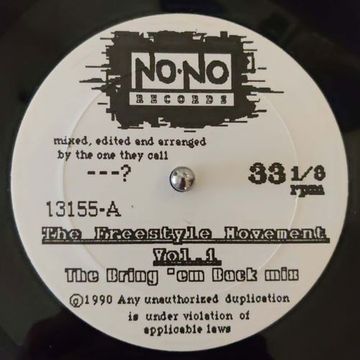 NO·NO
RECORDS
mixed, edited and arranged
by the one they call
---?
33 1/3
rpm
13155-A
The Freestyle Movement
Vol.1
The Bring "em Back mix
©1990 Any unauthorized duplication
is under violation of
applicable laws